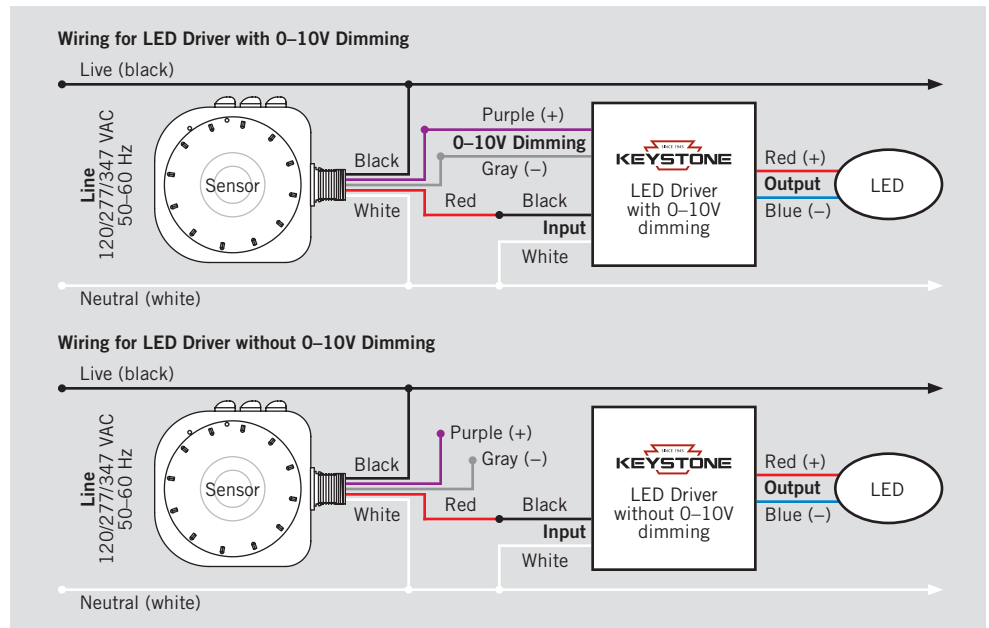 Wiring for LED Driver with 0–10V Dimming
Live (black)
Line
120/277/347 VAC
50–60 Hz
Sensor
Black
White
Purple (+)
0–10V Dimming
Gray (–)
Red
Black
Input
White
SINCE 1945
KEYSTONE
LED Driver
with 0–10V
dimming
Red (+)
Output
Blue (–)
LED
Neutral (white)
Wiring for LED Driver without 0–10V Dimming
Live (black)
Line
120/277/347 VAC
50–60 Hz
Sensor
Black
White
Purple (+)
Gray (–)
Red
Black
Input
White
SINCE 1945
KEYSTONE
LED Driver
without 0–10V
dimming
Red (+)
Output
Blue (–)
LED
Neutral (white)